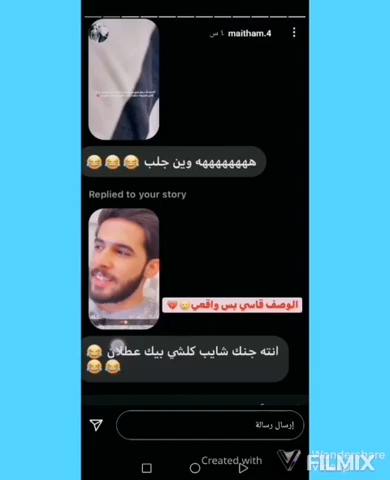 maitham.4 ١ س
هههههههههه وين جلب 😂😂😂
Replied to your story
الوصف قاسي بس واقعي
انته جنك شايب كلشي بيك عطلان 😂
😂😂
إرسال رسالة
Created with
Wondershare
FILMIX